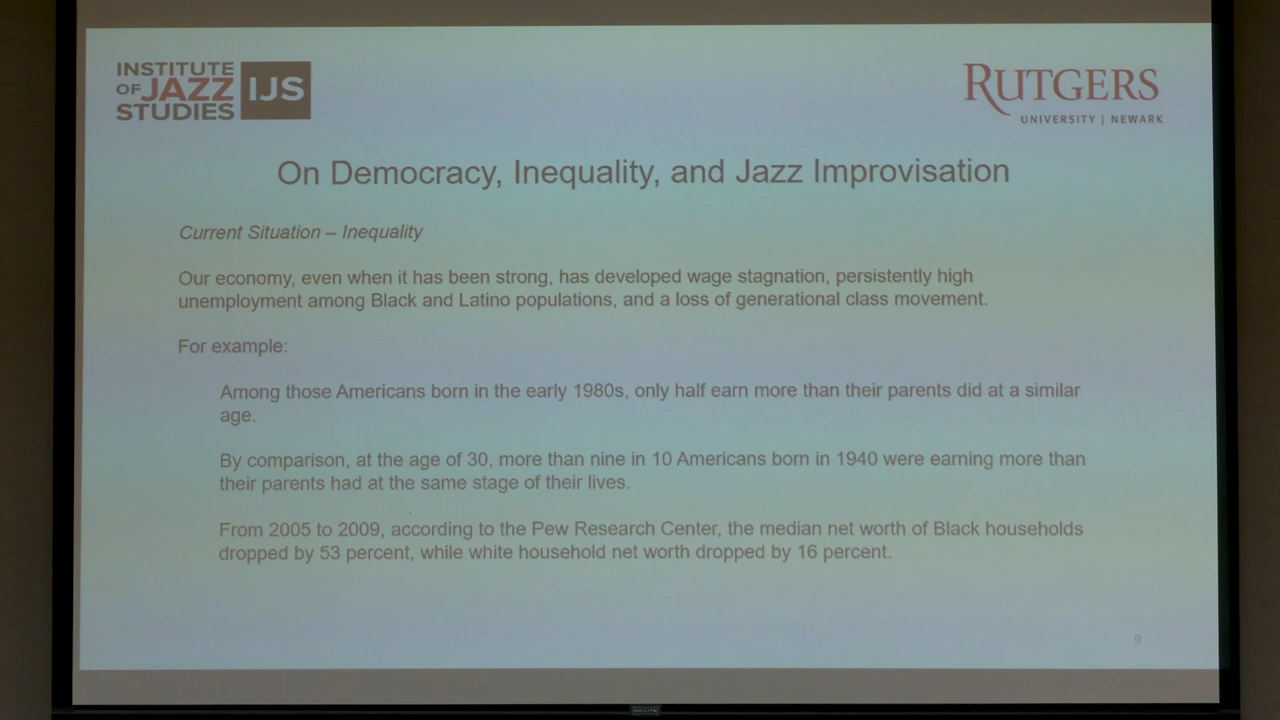 INSTITUTE
OF JAZZ
STUDIES
IJS
RUTGERS
UNIVERSITY | NEWARK
On Democracy, Inequality, and Jazz Improvisation
Current Situation – Inequality
Our economy, even when it has been strong, has developed wage stagnation, persistently high
unemployment among Black and Latino populations, and a loss of generational class movement.
For example:
Among those Americans born in the early 1980s, only half earn more than their parents did at a similar
age.
By comparison, at the age of 30, more than nine in 10 Americans born in 1940 were earning more than
their parents had at the same stage of their lives.
From 2005 to 2009, according to the Pew Research Center, the median net worth of Black households
dropped by 53 percent, while white household net worth dropped by 16 percent.
9
DA-LITE